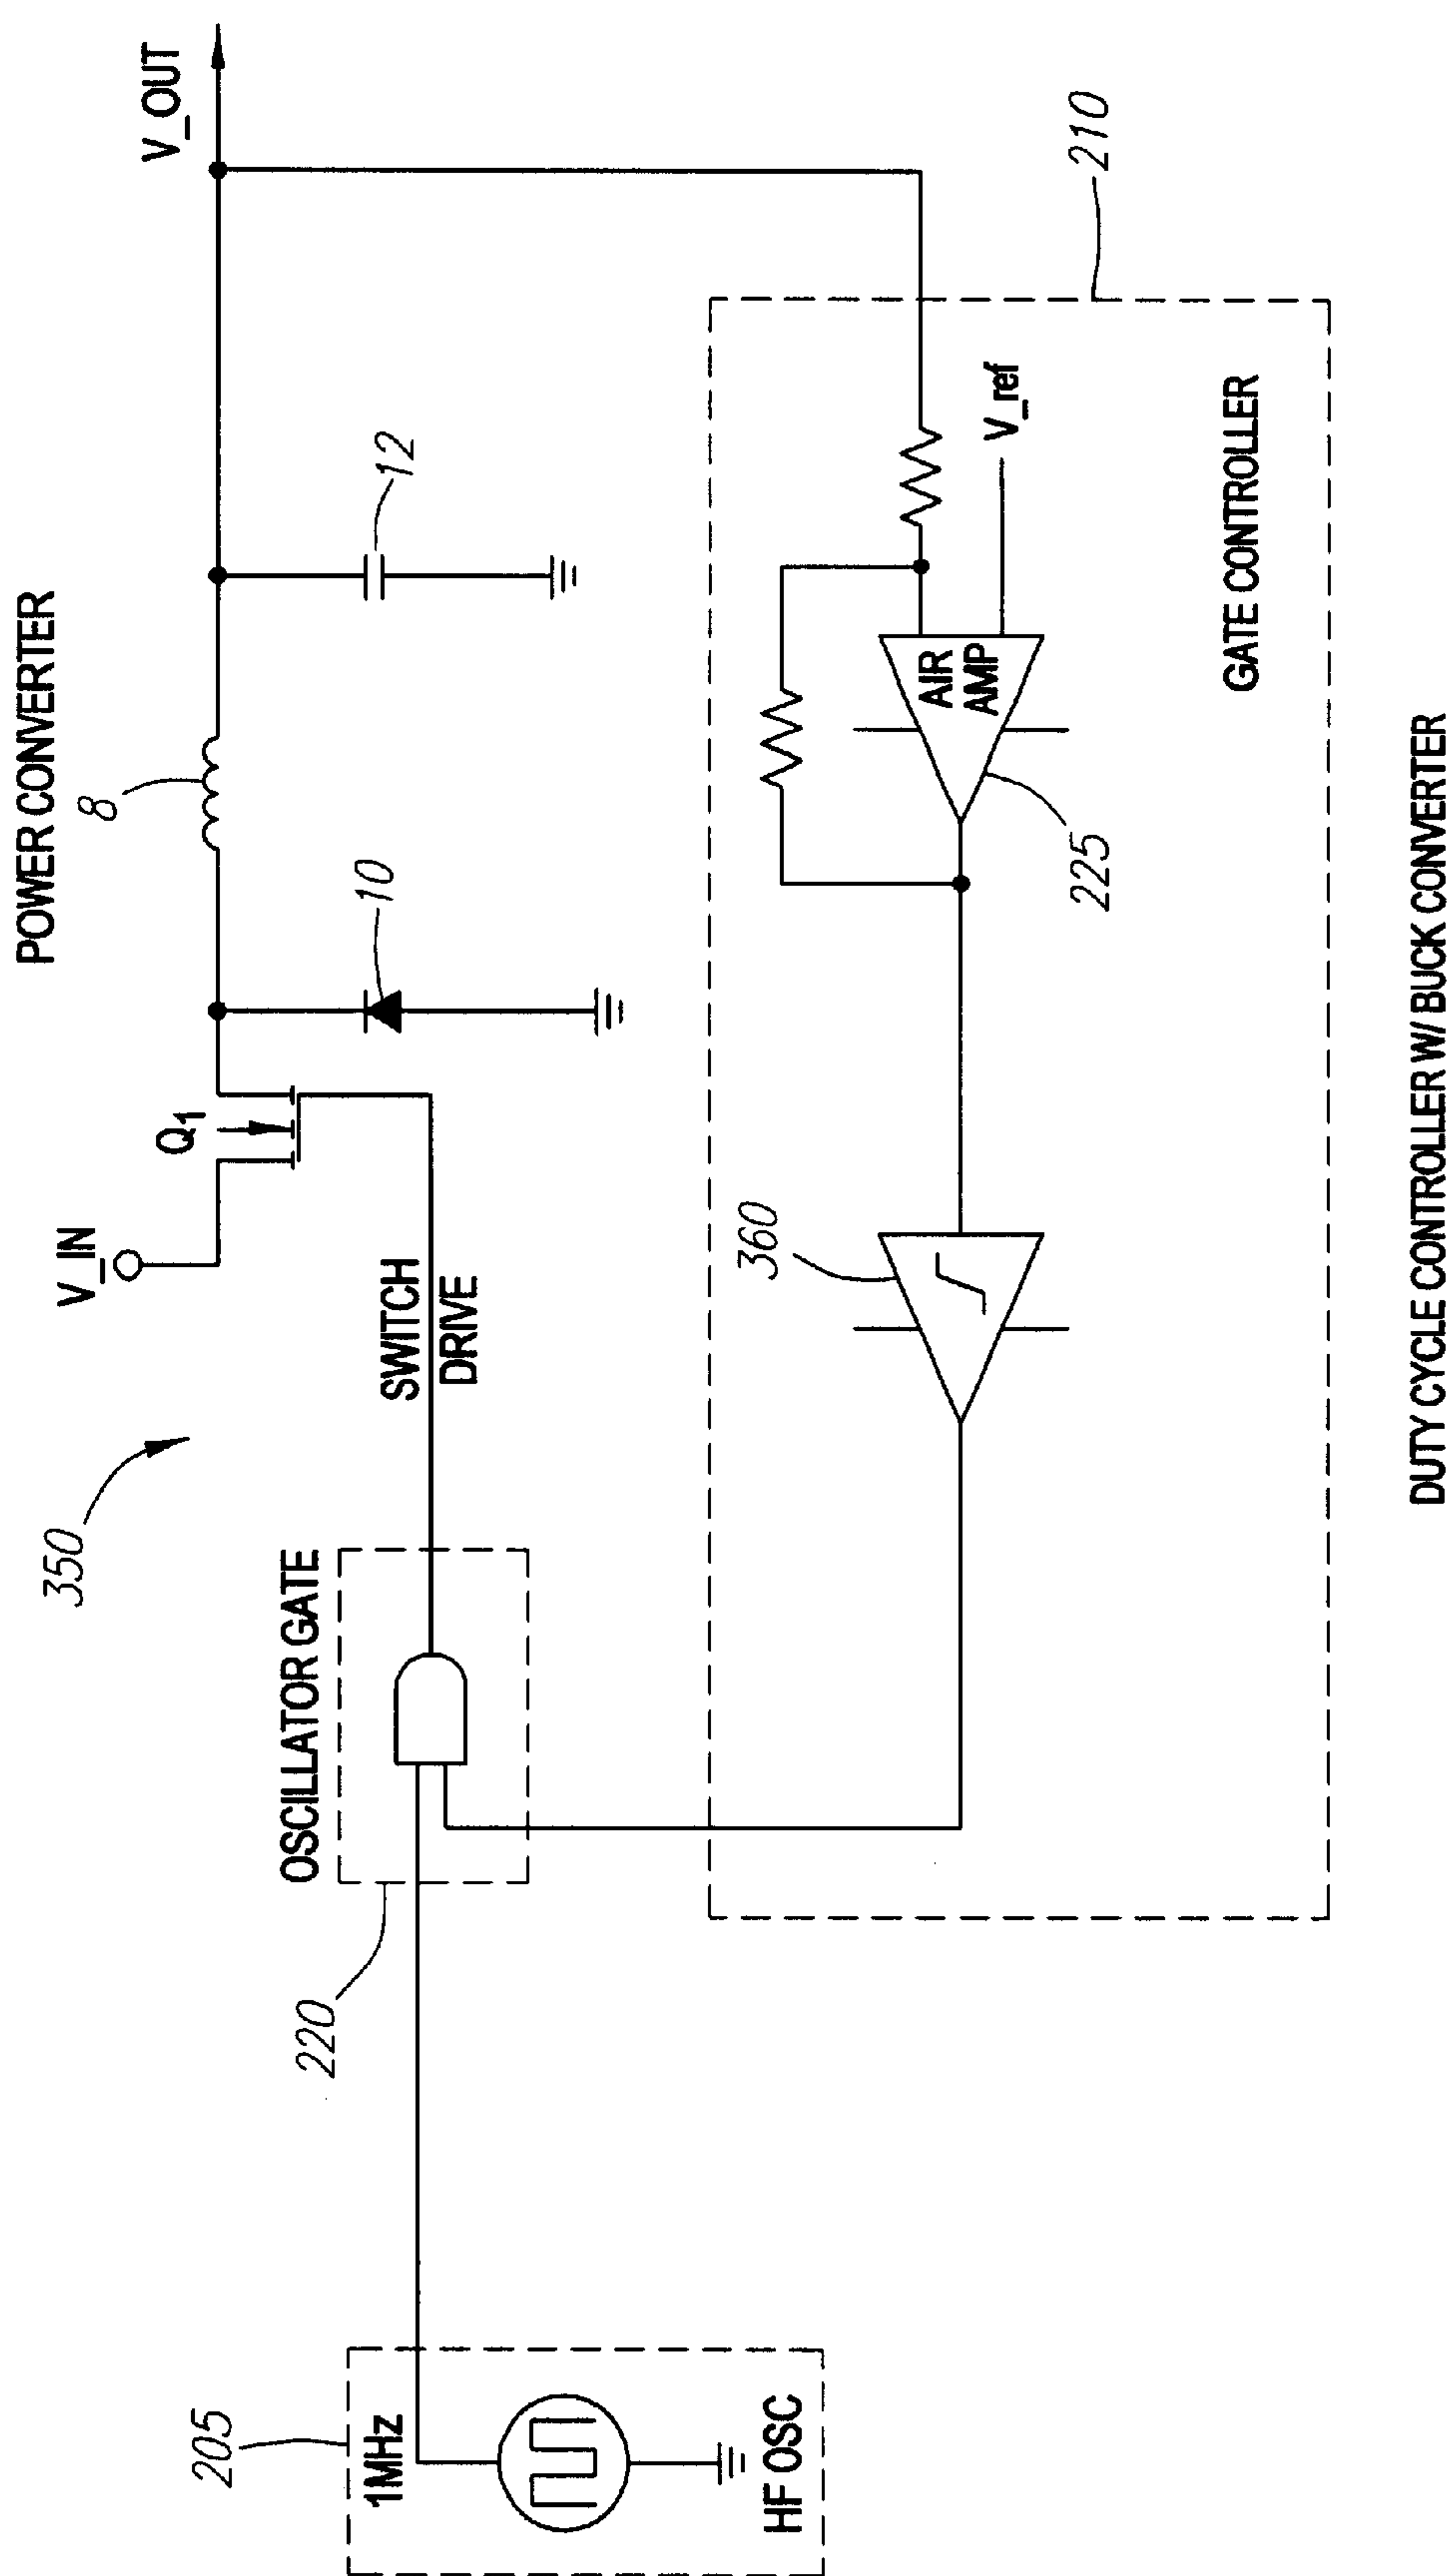 POWER CONVERTER
V_IN
Q1
8
V_OUT
10
12
350
SWITCH
DRIVE
OSCILLATOR GATE
220
205
1MHz
HF OSC
360
225
AIR
AMP
V_ref
210
GATE CONTROLLER
DUTY CYCLE CONTROLLER W/ BUCK CONVERTER